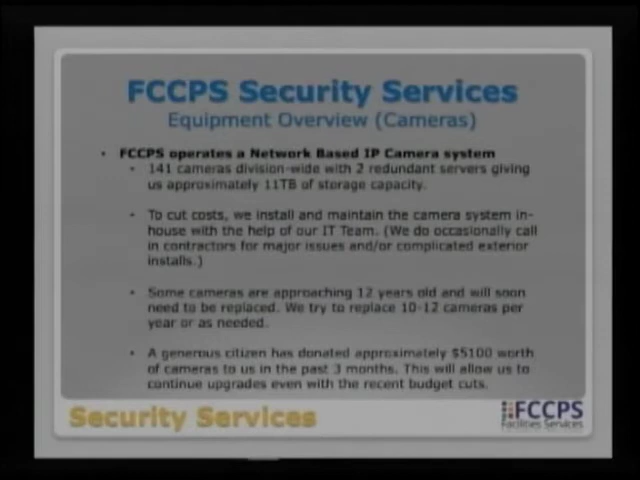 FCCPS Security Services
Equipment Overview (Cameras)
• FCCPS operates a Network Based IP Camera system
• 141 cameras division-wide with 2 redundant servers giving
us approximately 11TB of storage capacity.
• To cut costs, we install and maintain the camera system in-
house with the help of our IT Team. (We do occasionally call
in contractors for major issues and/or complicated exterior
installs.)
• Some cameras are approaching 12 years old and will soon
need to be replaced. We try to replace 10-12 cameras per
year or as needed.
• A generous citizen has donated approximately $5100 worth
of cameras to us in the past 3 months. This will allow us to
continue upgrades even with the recent budget cuts.
Security Services
FCCPS
Facilities Services